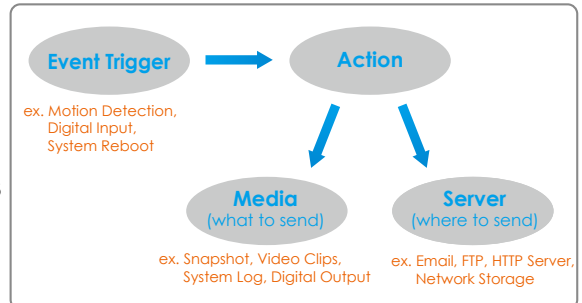 Event Trigger
Action
ex. Motion Detection,
Digital Input,
System Reboot
Media
(what to send)
Server
(where to send)
ex. Snapshot, Video Clips,
System Log, Digital Output
ex. Email, FTP, HTTP Server,
Network Storage